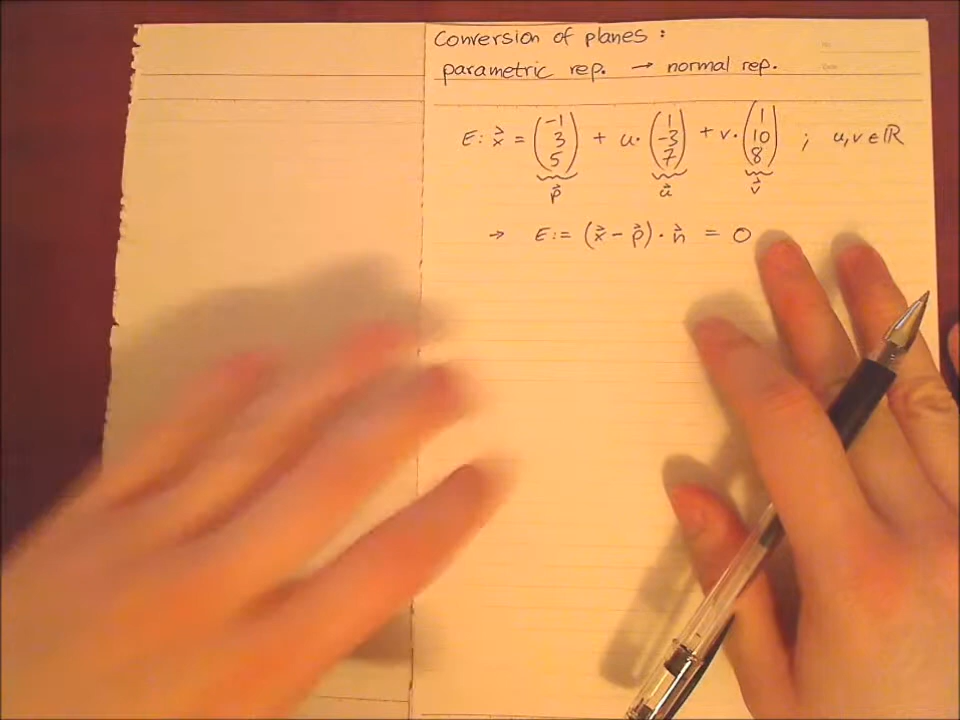 Conversion of planes :
parametric rep. → normal rep.
E: x⃗ = (-1 3 5) + u· (1 -3 7) + v· (1 10 8) ; u,v ∈ ℝ
p⃗ u⃗ v⃗
→ E:= (x⃗ - p⃗) · n⃗ = 0